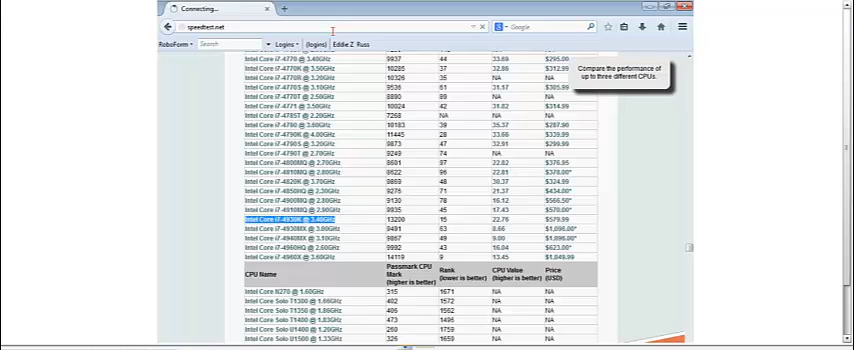 Connecting...
speedtest.net
Google
RoboForm Search Logins (logins) Eddie Z Russ
Compare the performance of
up to three different CPUs.
Intel Core i7-4770 @ 3.40GHz 9937 44 33.69 $295.00
Intel Core i7-4770K @ 3.50GHz 10285 37 32.86 $312.99
Intel Core i7-4770R @ 3.20GHz 10326 35 NA NA
Intel Core i7-4770S @ 3.10GHz 9536 61 31.17 $305.99
Intel Core i7-4770T @ 2.50GHz 8890 89 NA NA
Intel Core i7-4771 @ 3.50GHz 10024 42 31.82 $314.99
Intel Core i7-4785T @ 2.20GHz 7268 NA NA NA
Intel Core i7-4790 @ 3.60GHz 10183 39 35.37 $287.90
Intel Core i7-4790K @ 4.00GHz 11445 28 33.66 $339.99
Intel Core i7-4790S @ 3.20GHz 9873 47 32.91 $299.99
Intel Core i7-4790T @ 2.70GHz 9249 74 NA NA
Intel Core i7-4800MQ @ 2.70GHz 8601 97 22.82 $376.95
Intel Core i7-4810MQ @ 2.80GHz 8622 96 22.81 $378.00*
Intel Core i7-4820K @ 3.70GHz 9869 48 30.37 $324.99
Intel Core i7-4850HQ @ 2.30GHz 9276 71 21.37 $434.00*
Intel Core i7-4900MQ @ 2.80GHz 9130 78 16.12 $566.50*
Intel Core i7-4910MQ @ 2.90GHz 9935 45 17.43 $570.00*
Intel Core i7-4930K @ 3.40GHz 13200 15 22.76 $579.99
Intel Core i7-4930MX @ 3.00GHz 9491 63 8.66 $1,096.00*
Intel Core i7-4940MX @ 3.10GHz 9867 49 9.00 $1,096.00*
Intel Core i7-4960HQ @ 2.60GHz 9992 43 16.04 $623.00*
Intel Core i7-4960X @ 3.60GHz 14119 9 13.45 $1,049.99
CPU Name Passmark CPU Mark (higher is better) Rank (lower is better) CPU Value (higher is better) Price (USD)
Intel Core N270 @ 1.60GHz 315 1671 NA NA
Intel Core Solo T1300 @ 1.66GHz 402 1572 NA NA
Intel Core Solo T1350 @ 1.86GHz 406 1562 NA NA
Intel Core Solo T1400 @ 1.83GHz 473 1496 NA NA
Intel Core Solo U1400 @ 1.20GHz 260 1759 NA NA
Intel Core Solo U1500 @ 1.33GHz 326 1659 NA NA